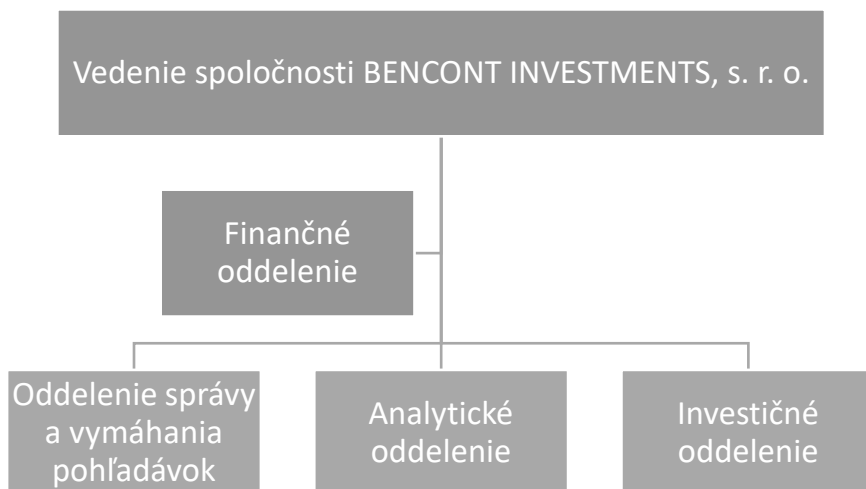 Vedenie spoločnosti BENCONT INVESTMENTS, s. r. o.
Finančné
oddelenie
Oddelenie správy
a vymáhania
pohľadávok
Analytické
oddelenie
Investičné
oddelenie